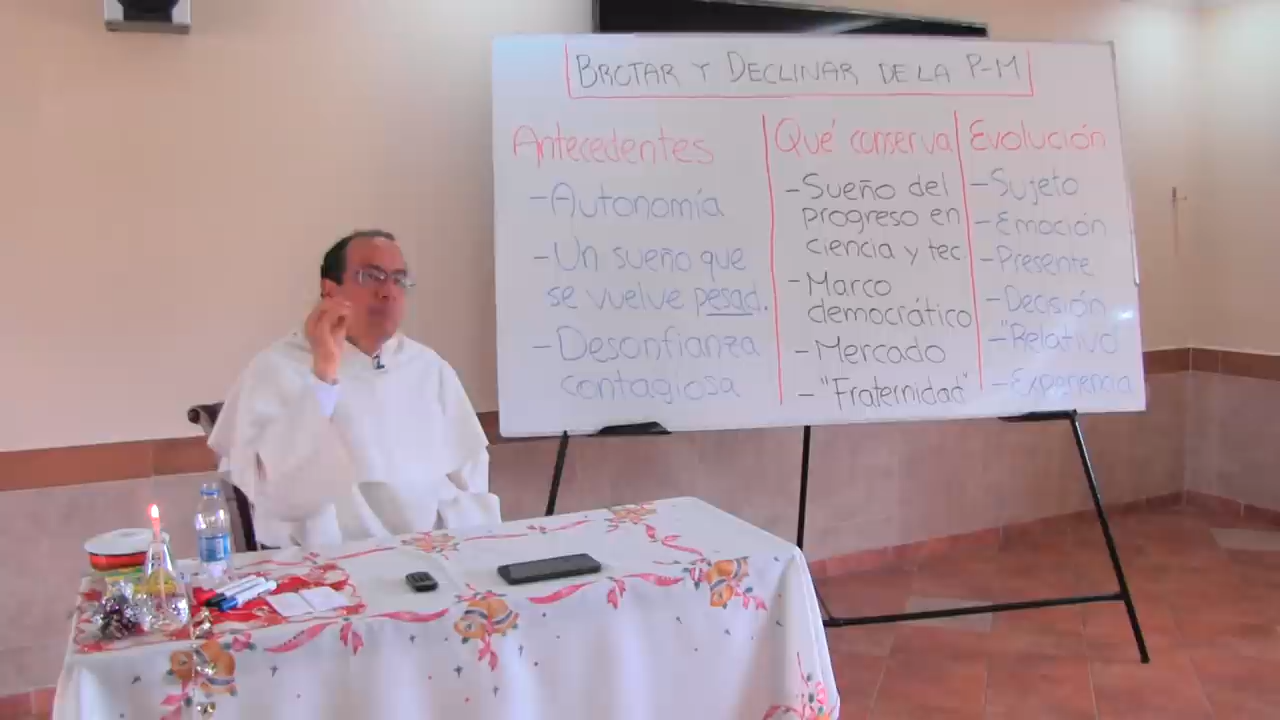 BROTAR Y DECLINAR DE LA P-M
Antecedentes
-Autonomía
-Un sueño que
se vuelve pesad.
-Desonfianza
contagiosa
Qué conserva
-Sueño del
progreso en
ciencia y tec
-Marco
democrático
-Mercado
-"Fraternidad"
Evolución
-Sujeto
-Emoción
-Presente
-Decisión
-"Relativo
-Experiencia